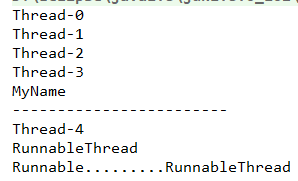 Thread-0
Thread-1
Thread-2
Thread-3
MyName
------------------------
Thread-4
RunnableThread
Runnable.........RunnableThread